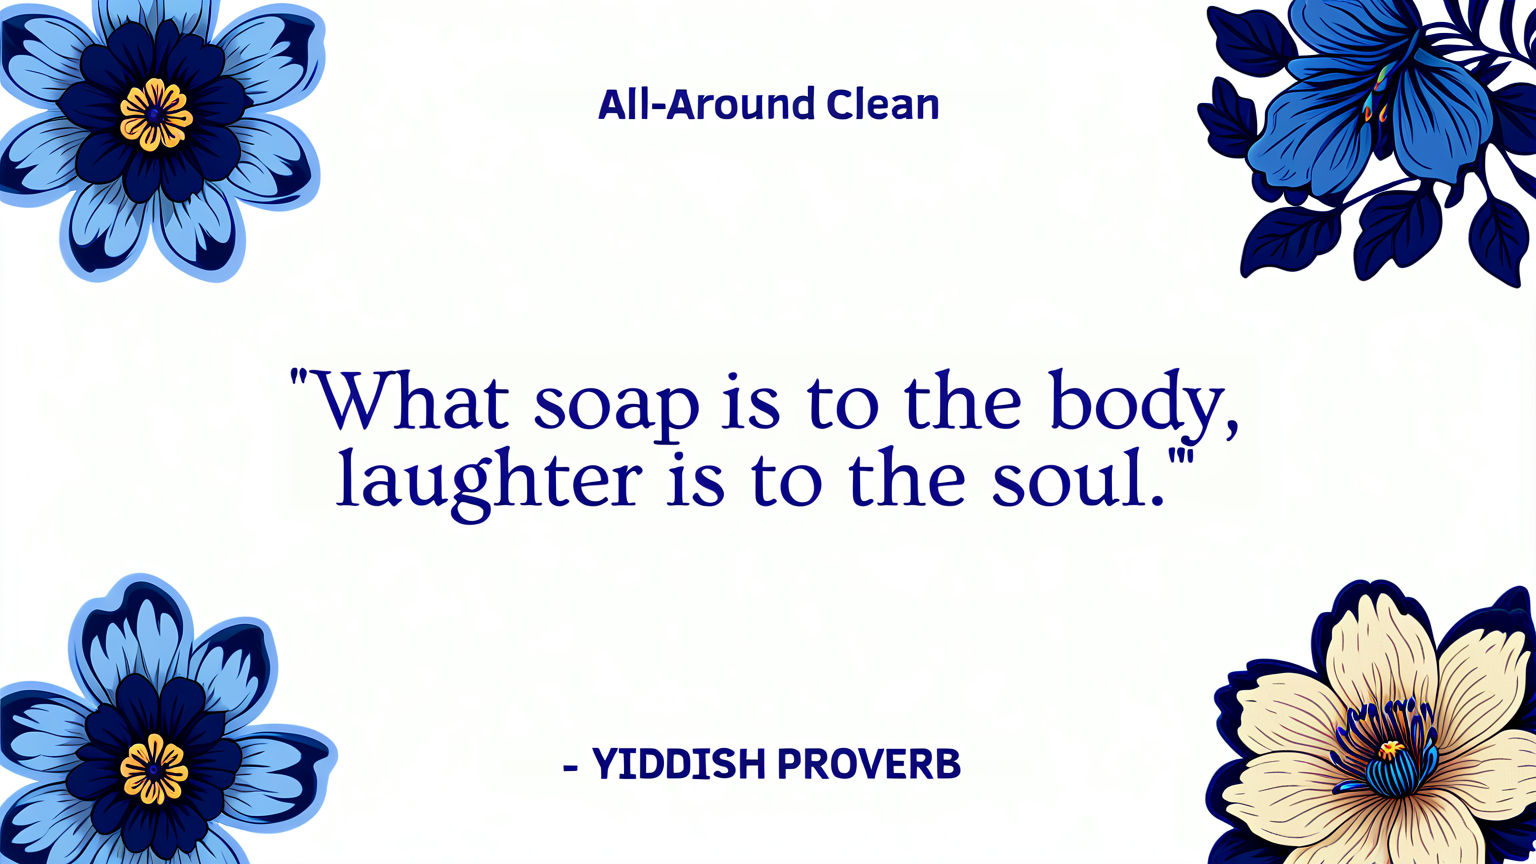 All-Around Clean
"What soap is to the body,
laughter is to the soul."'
- YIDDISH PROVERB